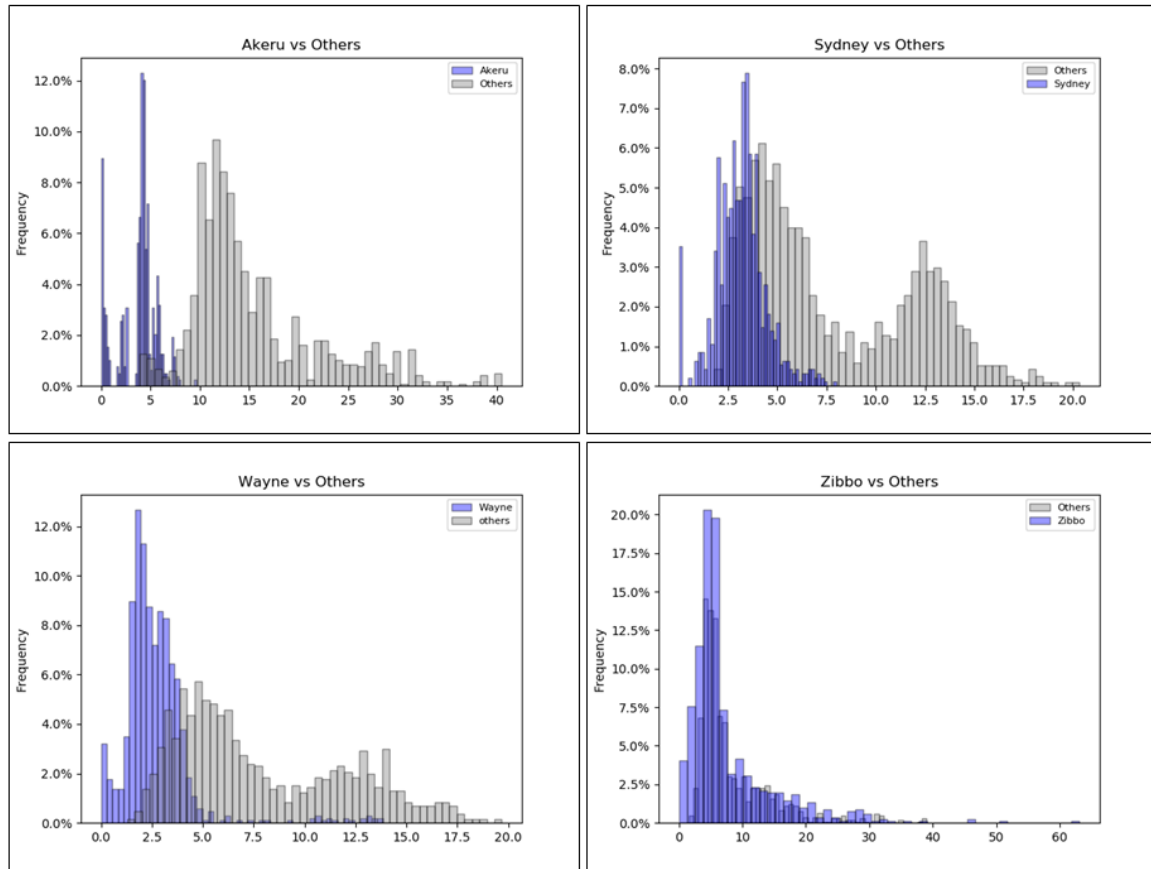 Akeru vs Others
Akeru
Others
12.0%
10.0%
8.0%
6.0%
4.0%
2.0%
0.0%
Frequency
0 5 10 15 20 25 30 35 40
Sydney vs Others
Others
Sydney
8.0%
7.0%
6.0%
5.0%
4.0%
3.0%
2.0%
1.0%
0.0%
Frequency
0.0 2.5 5.0 7.5 10.0 12.5 15.0 17.5 20.0
Wayne vs Others
Wayne
others
12.0%
10.0%
8.0%
6.0%
4.0%
2.0%
0.0%
Frequency
0.0 2.5 5.0 7.5 10.0 12.5 15.0 17.5 20.0
Zibbo vs Others
Others
Zibbo
20.0%
17.5%
15.0%
12.5%
10.0%
7.5%
5.0%
2.5%
0.0%
Frequency
0 10 20 30 40 50 60